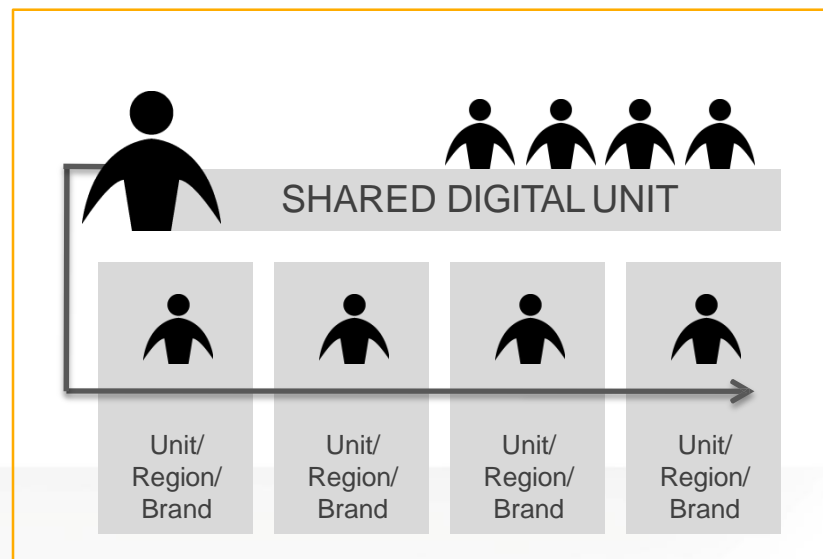 SHARED DIGITAL UNIT
Unit/
Region/
Brand
Unit/
Region/
Brand
Unit/
Region/
Brand
Unit/
Region/
Brand